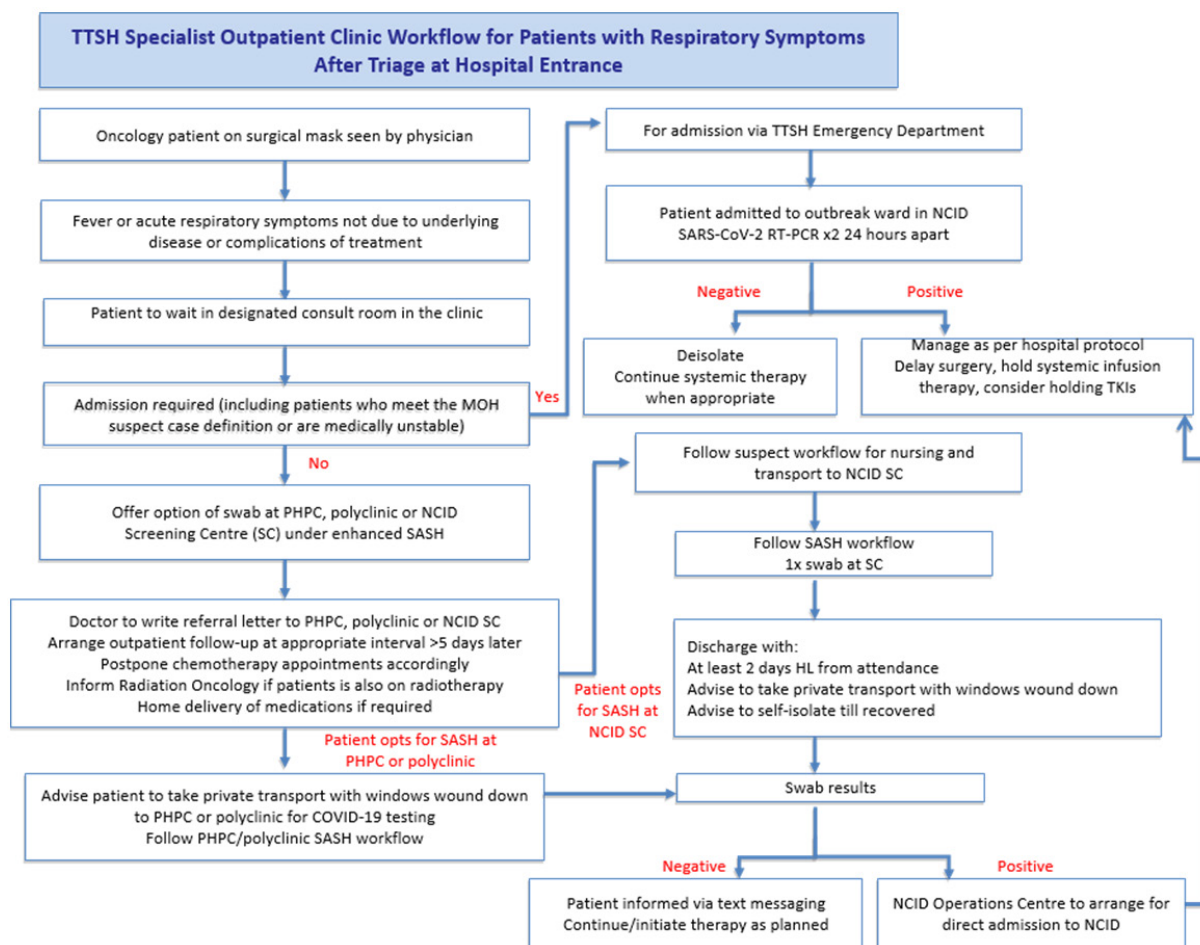 TTSH Specialist Outpatient Clinic Workflow for Patients with Respiratory Symptoms
After Triage at Hospital Entrance
Oncology patient on surgical mask seen by physician
Fever or acute respiratory symptoms not due to underlying
disease or complications of treatment
Patient to wait in designated consult room in the clinic
Admission required (including patients who meet the MOH
suspect case definition or are medically unstable)
Yes
No
For admission via TTSH Emergency Department
Patient admitted to outbreak ward in NCID
SARS-CoV-2 RT-PCR x2 24 hours apart
Negative
Positive
Deisolate
Continue systemic therapy
when appropriate
Manage as per hospital protocol
Delay surgery, hold systemic infusion
therapy, consider holding TKIs
Offer option of swab at PHPC, polyclinic or NCID
Screening Centre (SC) under enhanced SASH
Doctor to write referral letter to PHPC, polyclinic or NCID SC
Arrange outpatient follow-up at appropriate interval >5 days later
Postpone chemotherapy appointments accordingly
Inform Radiation Oncology if patients is also on radiotherapy
Home delivery of medications if required
Patient opts
for SASH at
NCID SC
Patient opts for SASH at
PHPC or polyclinic
Follow suspect workflow for nursing and
transport to NCID SC
Follow SASH workflow
1x swab at SC
Discharge with:
At least 2 days HL from attendance
Advise to take private transport with windows wound down
Advise to self-isolate till recovered
Advise patient to take private transport with windows wound down
to PHPC or polyclinic for COVID-19 testing
Follow PHPC/polyclinic SASH workflow
Swab results
Negative
Positive
Patient informed via text messaging
Continue/initiate therapy as planned
NCID Operations Centre to arrange for
direct admission to NCID